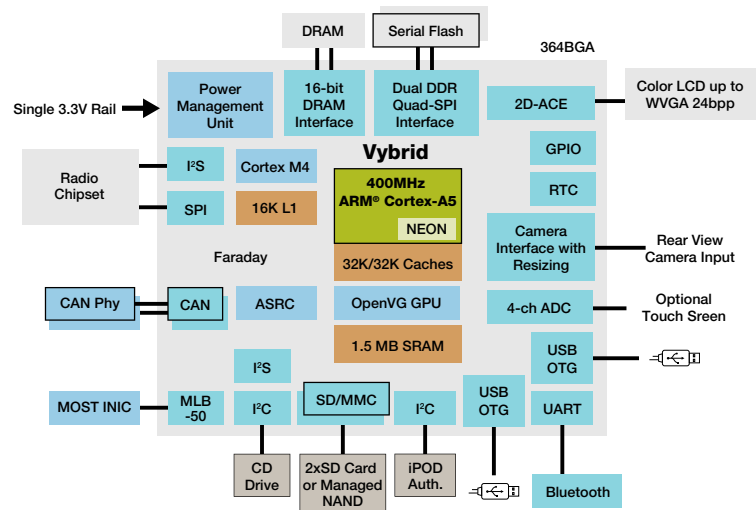 DRAM
Serial Flash
364BGA
Single 3.3V Rail
Power
Management
Unit
16-bit
DRAM
Interface
Dual DDR
Quad-SPI
Interface
2D-ACE
Color LCD up to
WVGA 24bpp
Vybrid
GPIO
Radio
Chipset
I²S
Cortex M4
400MHz
ARM® Cortex-A5
NEON
RTC
SPI
16K L1
Camera
Interface with
Resizing
Rear View
Camera Input
Faraday
32K/32K Caches
CAN Phy
CAN
ASRC
OpenVG GPU
4-ch ADC
Optional
Touch Sreen
1.5 MB SRAM
USB
OTG
I²S
MOST INIC
MLB
-50
I²C
SD/MMC
I²C
USB
OTG
UART
CD
Drive
2xSD Card
or Managed
NAND
iPOD
Auth.
Bluetooth